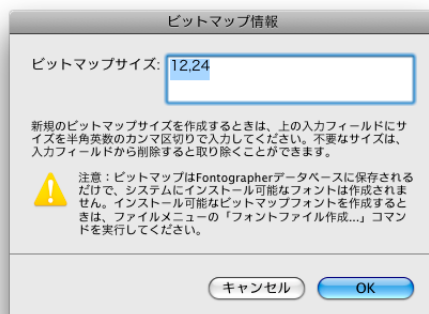 ビットマップ情報
ビットマップサイズ: 12,24
新規のビットマップサイズを作成するときは、上の入力フィールドにサ
イズを半角英数のカンマ区切りで入力してください。不要なサイズは、
入力フィールドから削除すると取り除くことができます。
注意：ビットマップはFontographerデータベースに保存される
だけで、システムにインストール可能なフォントは作成されま
せん。インストール可能なビットマップフォントを作成すると
きは、ファイルメニューの「フォントファイル作成...」コマン
ドを実行してください。
キャンセル OK